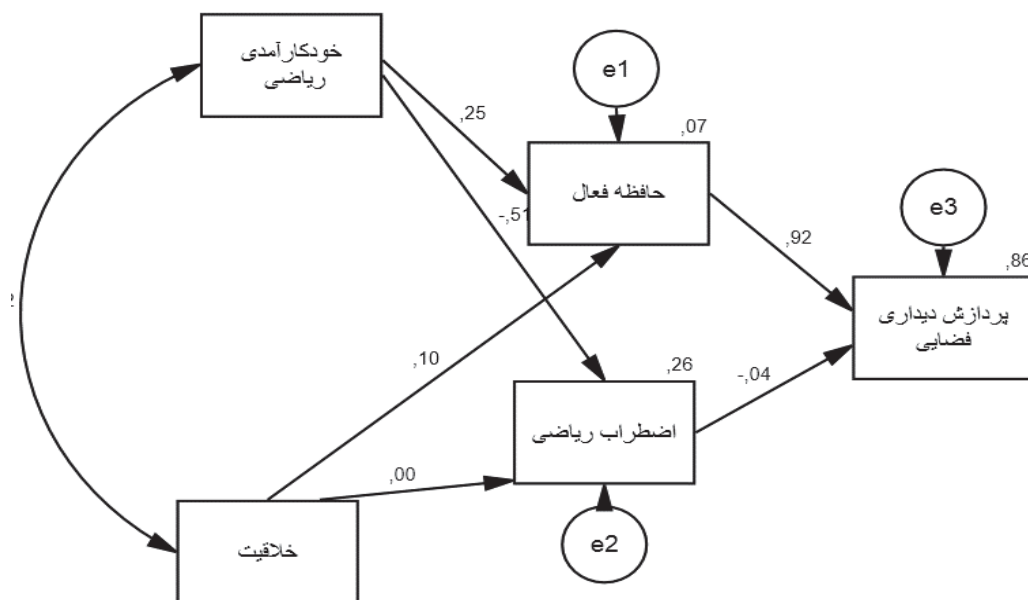 خودکارآمدی
ریاضی
e1
,25
,07
حافظه فعال
-,51
e3
,92
,86
پردازش دیداری
فضایی
,10
,26
-,04
اضطراب ریاضی
,00
خلاقیت
e2